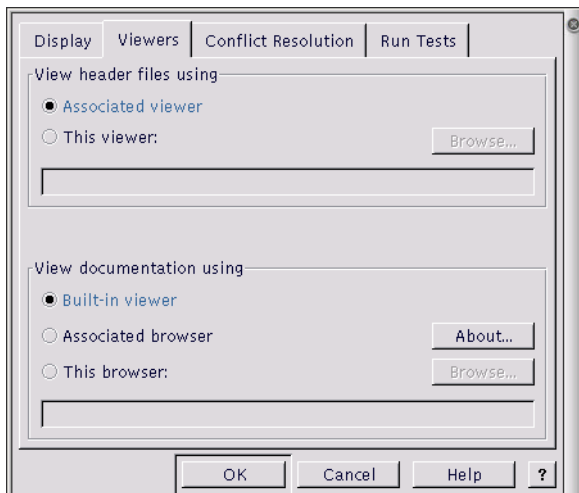 Display Viewers Conflict Resolution Run Tests
View header files using
Associated viewer
This viewer:
Browse...
View documentation using
Built-in viewer
Associated browser
About...
This browser:
Browse...
OK Cancel Help ?